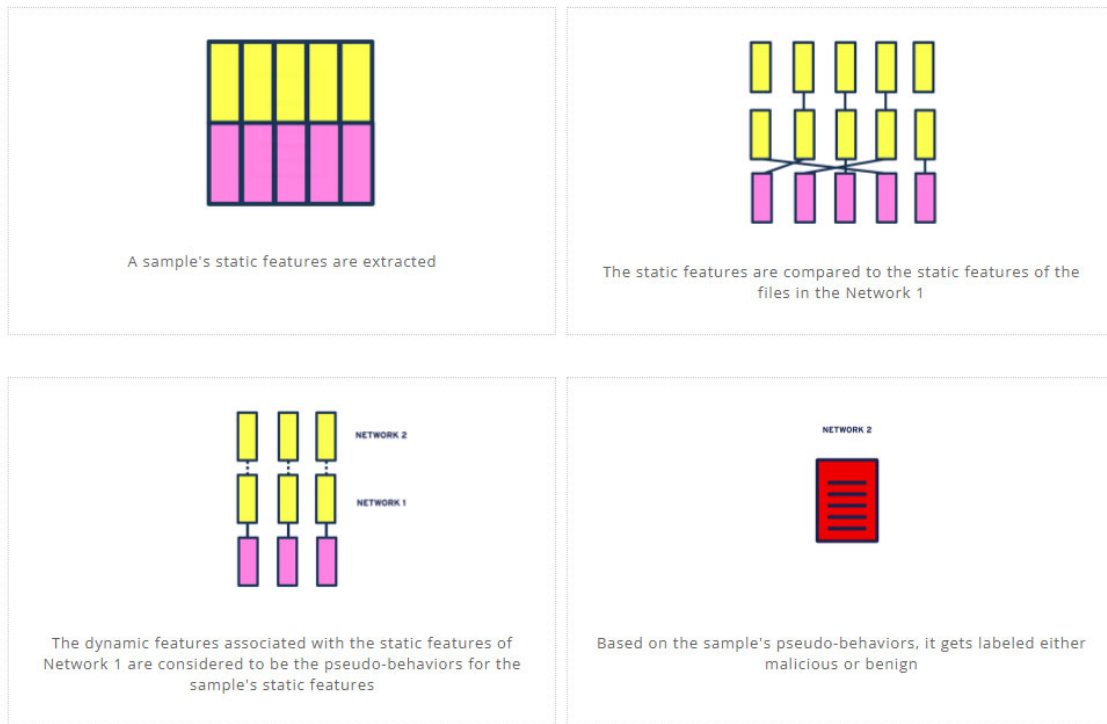 A sample's static features are extracted
The static features are compared to the static features of the
files in the Network 1
NETWORK 2
NETWORK 1
The dynamic features associated with the static features of
Network 1 are considered to be the pseudo-behaviors for the
sample's static features
NETWORK 2
Based on the sample's pseudo-behaviors, it gets labeled either
malicious or benign